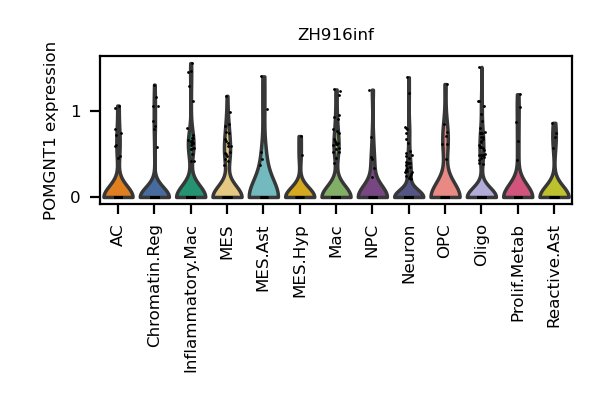 ZH916inf
POMGNT1 expression
1
0
AC
Chromatin.Reg
Inflammatory.Mac
MES
MES.Ast
MES.Hyp
Mac
NPC
Neuron
OPC
Oligo
Prolif.Metab
Reactive.Ast